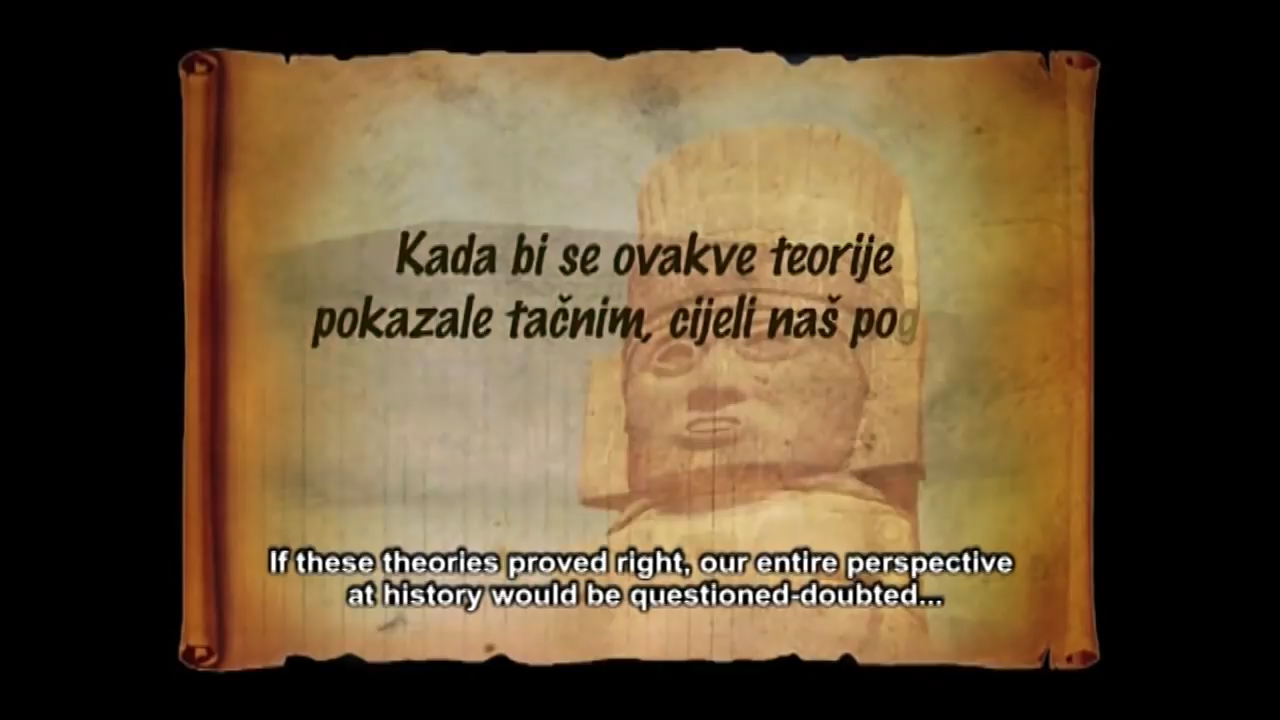 Kada bi se ovakve teorije
pokazale tačnim, cijeli naš pog
If these theories proved right, our entire perspective
at history would be questioned-doubted...